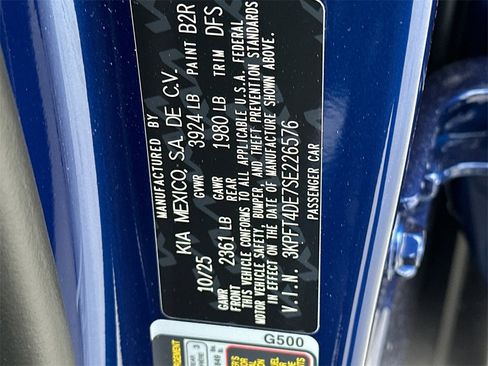 MANUFACTURED BY
KIA MEXICO, S.A. DE C.V.
10/25 GVWR 3924 LB PAINT B2R
GAWR FRONT 2361 LB GAWR REAR 1980 LB TRIM DFS
THIS VEHICLE CONFORMS TO ALL APPLICABLE U.S.A. FEDERAL
MOTOR VEHICLE SAFETY, BUMPER, AND THEFT PREVENTION STANDARDS
IN EFFECT ON THE DATE OF MANUFACTURE SHOWN ABOVE.
V.I.N. 3KPFT4DE7SE226576
PASSENGER CAR
G500